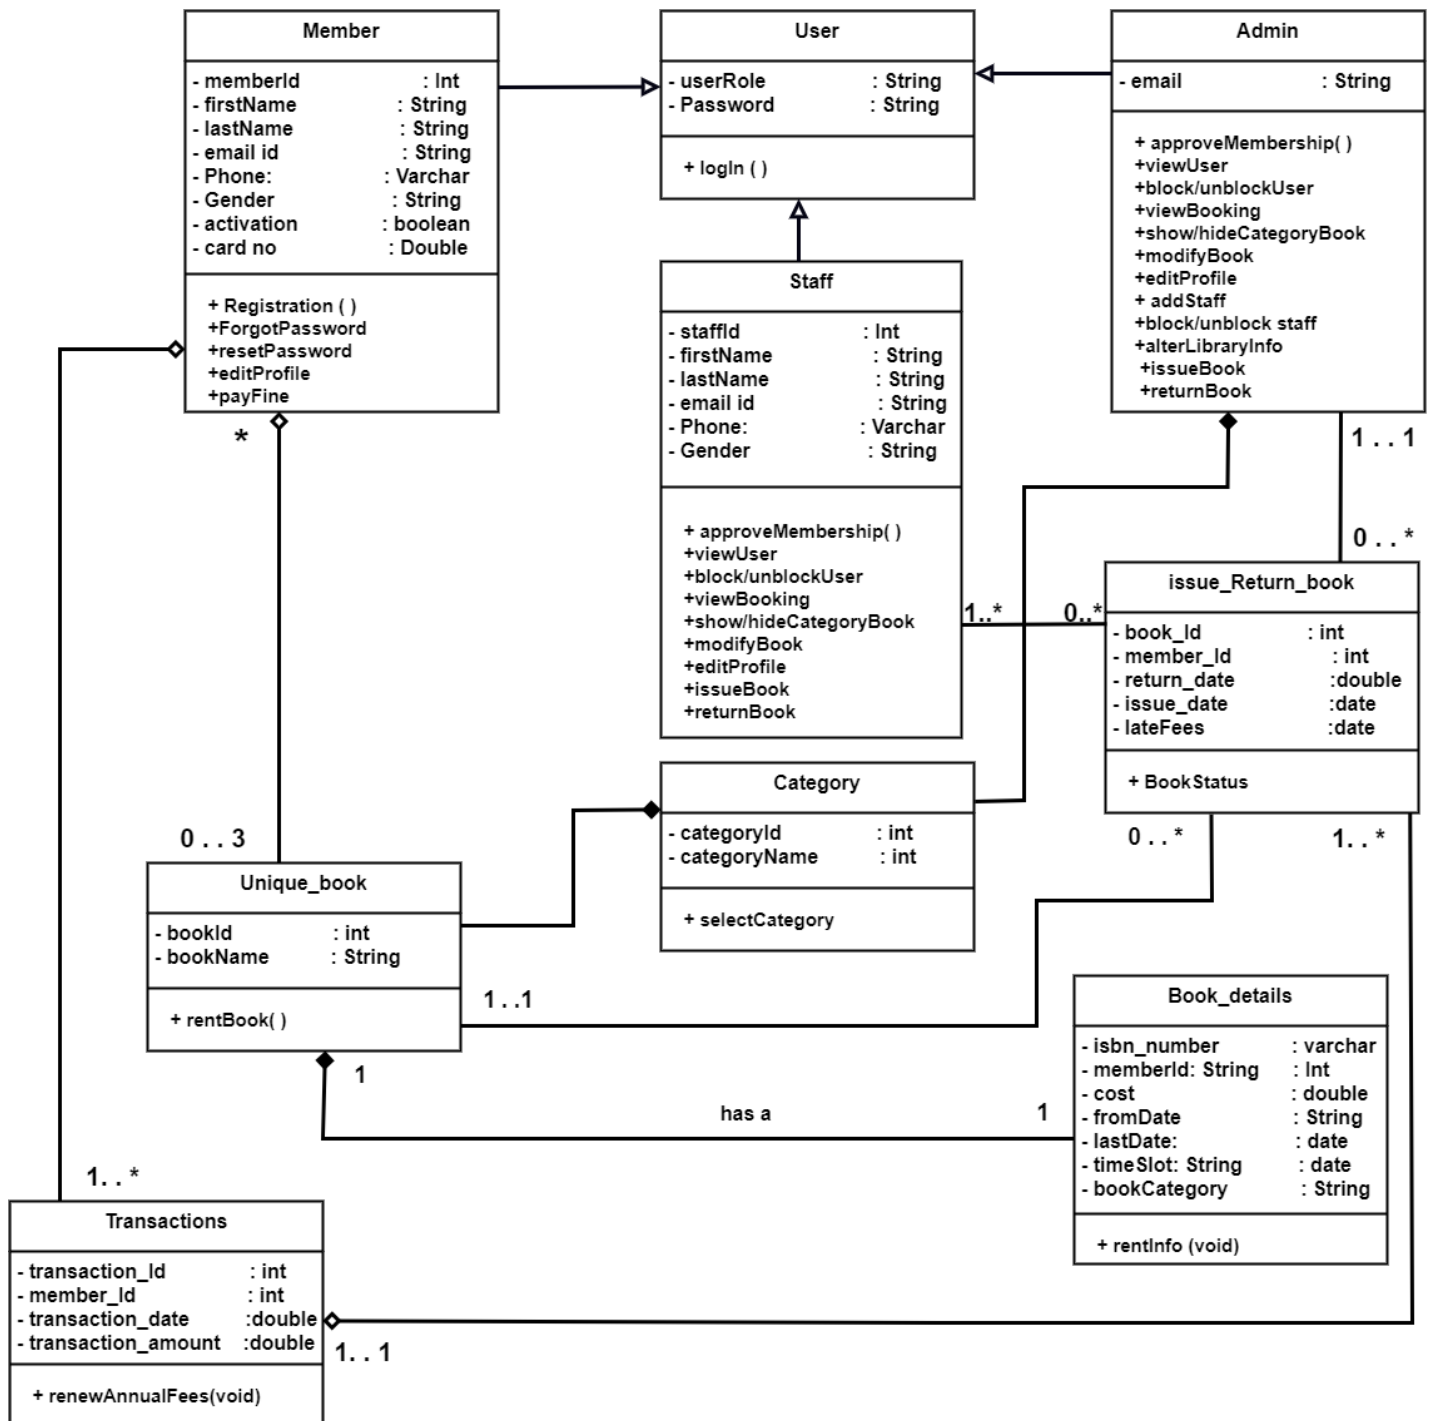 Member
- memberId : Int
- firstName : String
- lastName : String
- email id : String
- Phone: : Varchar
- Gender : String
- activation : boolean
- card no : Double
+ Registration ( )
+ForgotPassword
+resetPassword
+editProfile
+payFine
User
- userRole : String
- Password : String
+ logIn ( )
Admin
- email : String
+ approveMembership( )
+viewUser
+block/unblockUser
+viewBooking
+show/hideCategoryBook
+modifyBook
+editProfile
+ addStaff
+block/unblock staff
+alterLibraryInfo
+issueBook
+returnBook
Staff
- staffId : Int
- firstName : String
- lastName : String
- email id : String
- Phone: : Varchar
- Gender : String
+ approveMembership( )
+viewUser
+block/unblockUser
+viewBooking
+show/hideCategoryBook
+modifyBook
+editProfile
+issueBook
+returnBook
*
1 . . 1
0 . . *
1..*
0..*
issue_Return_book
- book_Id : int
- member_Id : int
- return_date :double
- issue_date :date
- lateFees :date
+ BookStatus
Category
- categoryId : int
- categoryName : int
+ selectCategory
0 . . 3
0 . . *
1. . *
Unique_book
- bookId : int
- bookName : String
+ rentBook( )
1 . .1
1
has a
1
Book_details
- isbn_number : varchar
- memberId: String : Int
- cost : double
- fromDate : String
- lastDate: : date
- timeSlot: String : date
- bookCategory : String
+ rentInfo (void)
1. . *
Transactions
- transaction_Id : int
- member_Id : int
- transaction_date :double
- transaction_amount :double
+ renewAnnualFees(void)
1. . 1